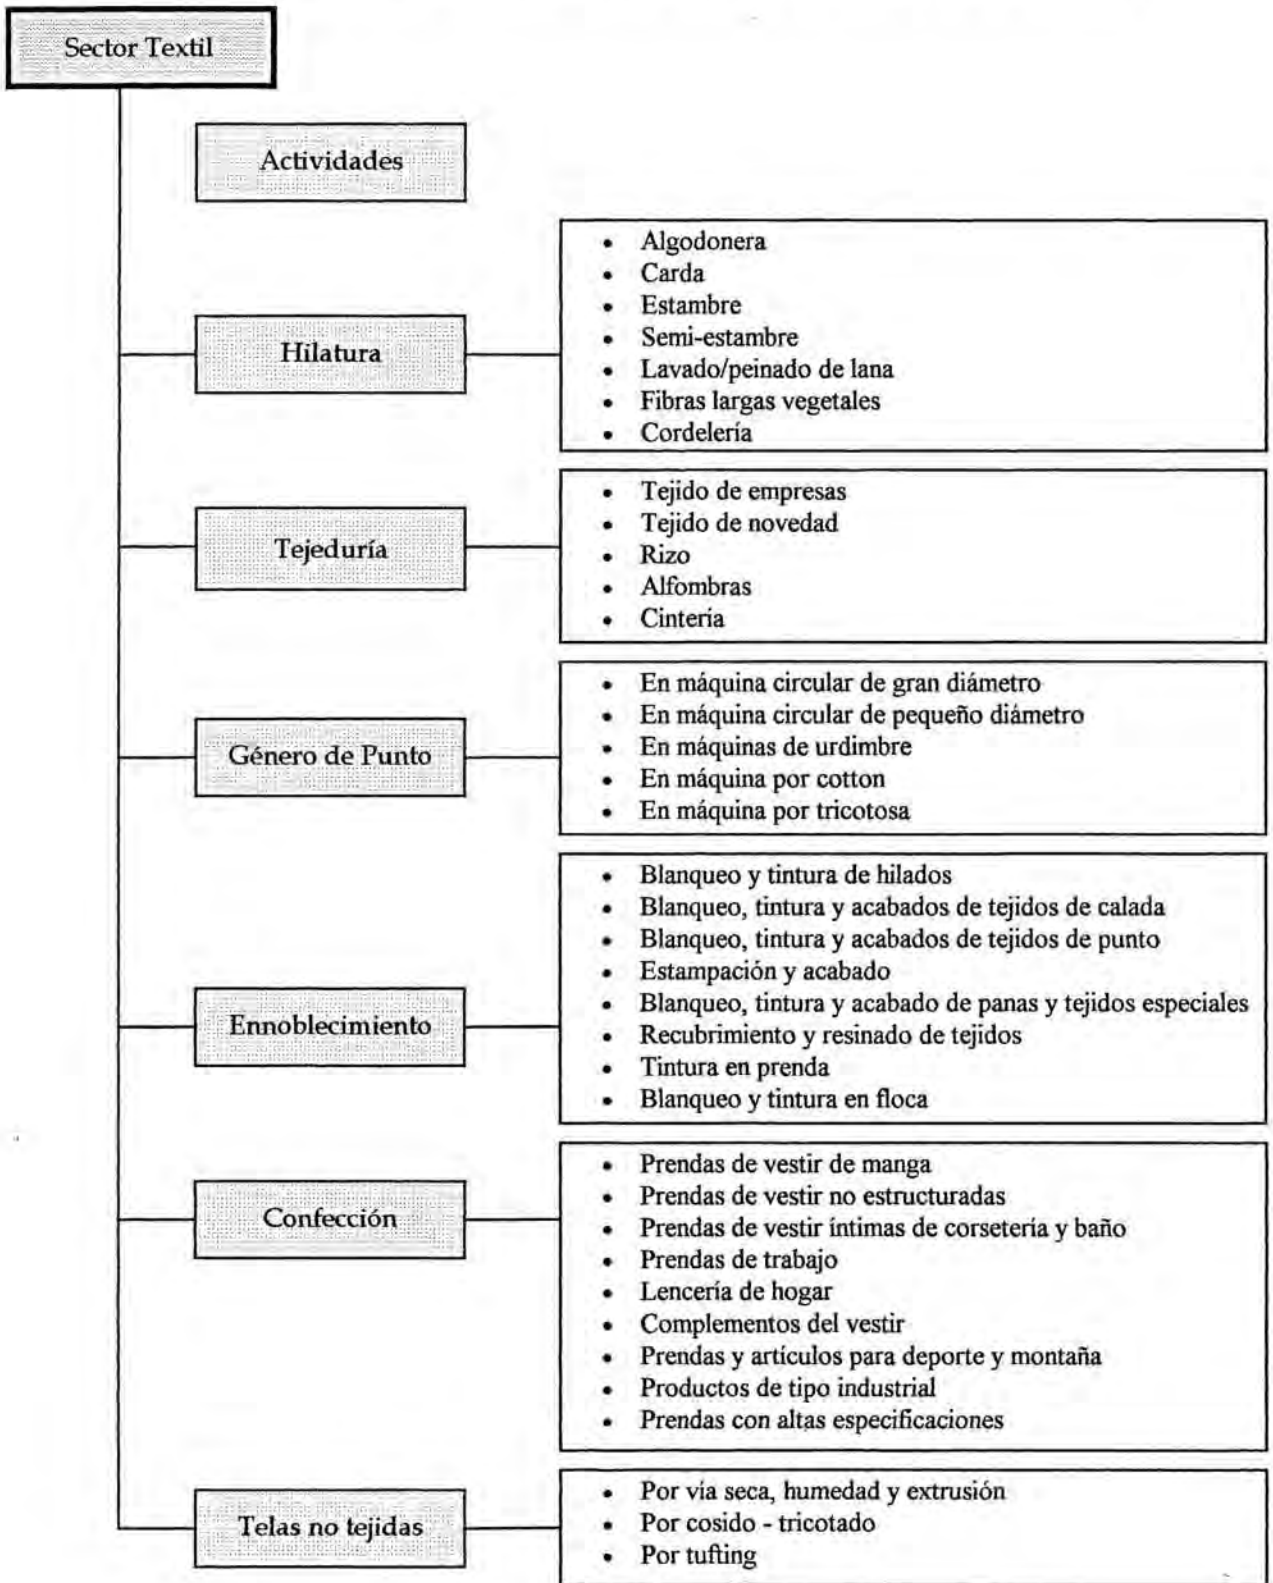 Sector Textil
Actividades
Hilatura
• Algodonera
• Carda
• Estambre
• Semi-estambre
• Lavado/peinado de lana
• Fibras largas vegetales
• Cordelería
Tejeduría
• Tejido de empresas
• Tejido de novedad
• Rizo
• Alfombras
• Cinteria
Género de Punto
• En máquina circular de gran diámetro
• En máquina circular de pequeño diámetro
• En máquinas de urdimbre
• En máquina por cotton
• En máquina por tricotosa
Ennoblecimiento
• Blanqueo y tintura de hilados
• Blanqueo, tintura y acabados de tejidos de calada
• Blanqueo, tintura y acabados de tejidos de punto
• Estampación y acabado
• Blanqueo, tintura y acabado de panas y tejidos especiales
• Recubrimiento y resinado de tejidos
• Tintura en prenda
• Blanqueo y tintura en floca
Confección
• Prendas de vestir de manga
• Prendas de vestir no estructuradas
• Prendas de vestir íntimas de corsetería y baño
• Prendas de trabajo
• Lencería de hogar
• Complementos del vestir
• Prendas y artículos para deporte y montaña
• Productos de tipo industrial
• Prendas con altas especificaciones
Telas no tejidas
• Por vía seca, humedad y extrusión
• Por cosido - tricotado
• Por tufting